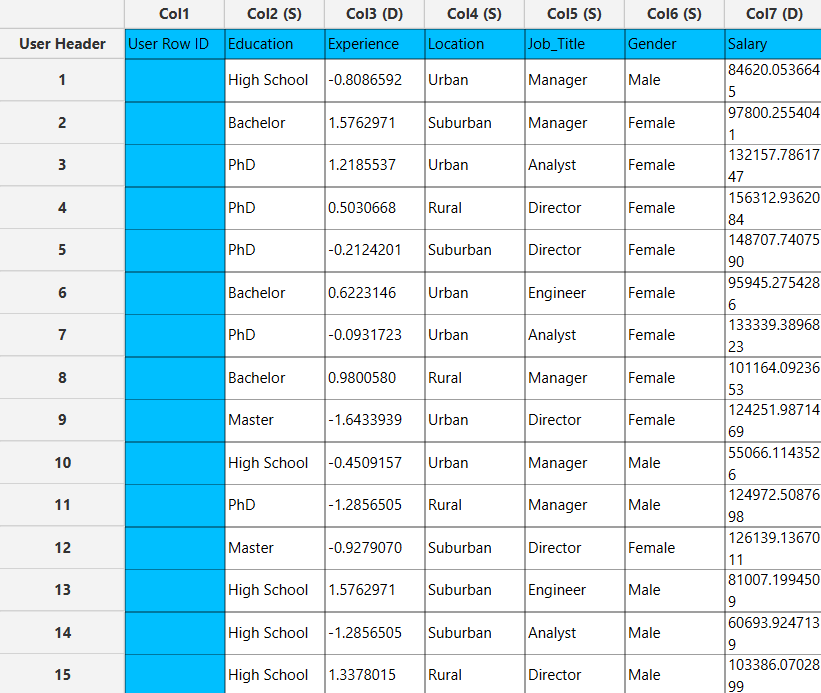 Col1 Col2 (S) Col3 (D) Col4 (S) Col5 (S) Col6 (S) Col7 (D)
User Header User Row ID Education Experience Location Job_Title Gender Salary
1 High School -0.8086592 Urban Manager Male 84620.053664
5
2 Bachelor 1.5762971 Suburban Manager Female 97800.255404
1
3 PhD 1.2185537 Urban Analyst Female 132157.78617
47
4 PhD 0.5030668 Rural Director Female 156312.93620
84
5 PhD -0.2124201 Suburban Director Female 148707.74075
90
6 Bachelor 0.6223146 Urban Engineer Female 95945.275428
6
7 PhD -0.0931723 Urban Analyst Female 133339.38968
23
8 Bachelor 0.9800580 Rural Manager Female 101164.09236
53
9 Master -1.6433939 Urban Director Female 124251.98714
69
10 High School -0.4509157 Urban Manager Male 55066.114352
6
11 PhD -1.2856505 Rural Manager Male 124972.50876
98
12 Master -0.9279070 Suburban Director Female 126139.13670
11
13 High School 1.5762971 Suburban Engineer Male 81007.199450
9
14 High School -1.2856505 Suburban Analyst Male 60693.924713
9
15 High School 1.3378015 Rural Director Male 103386.07028
99